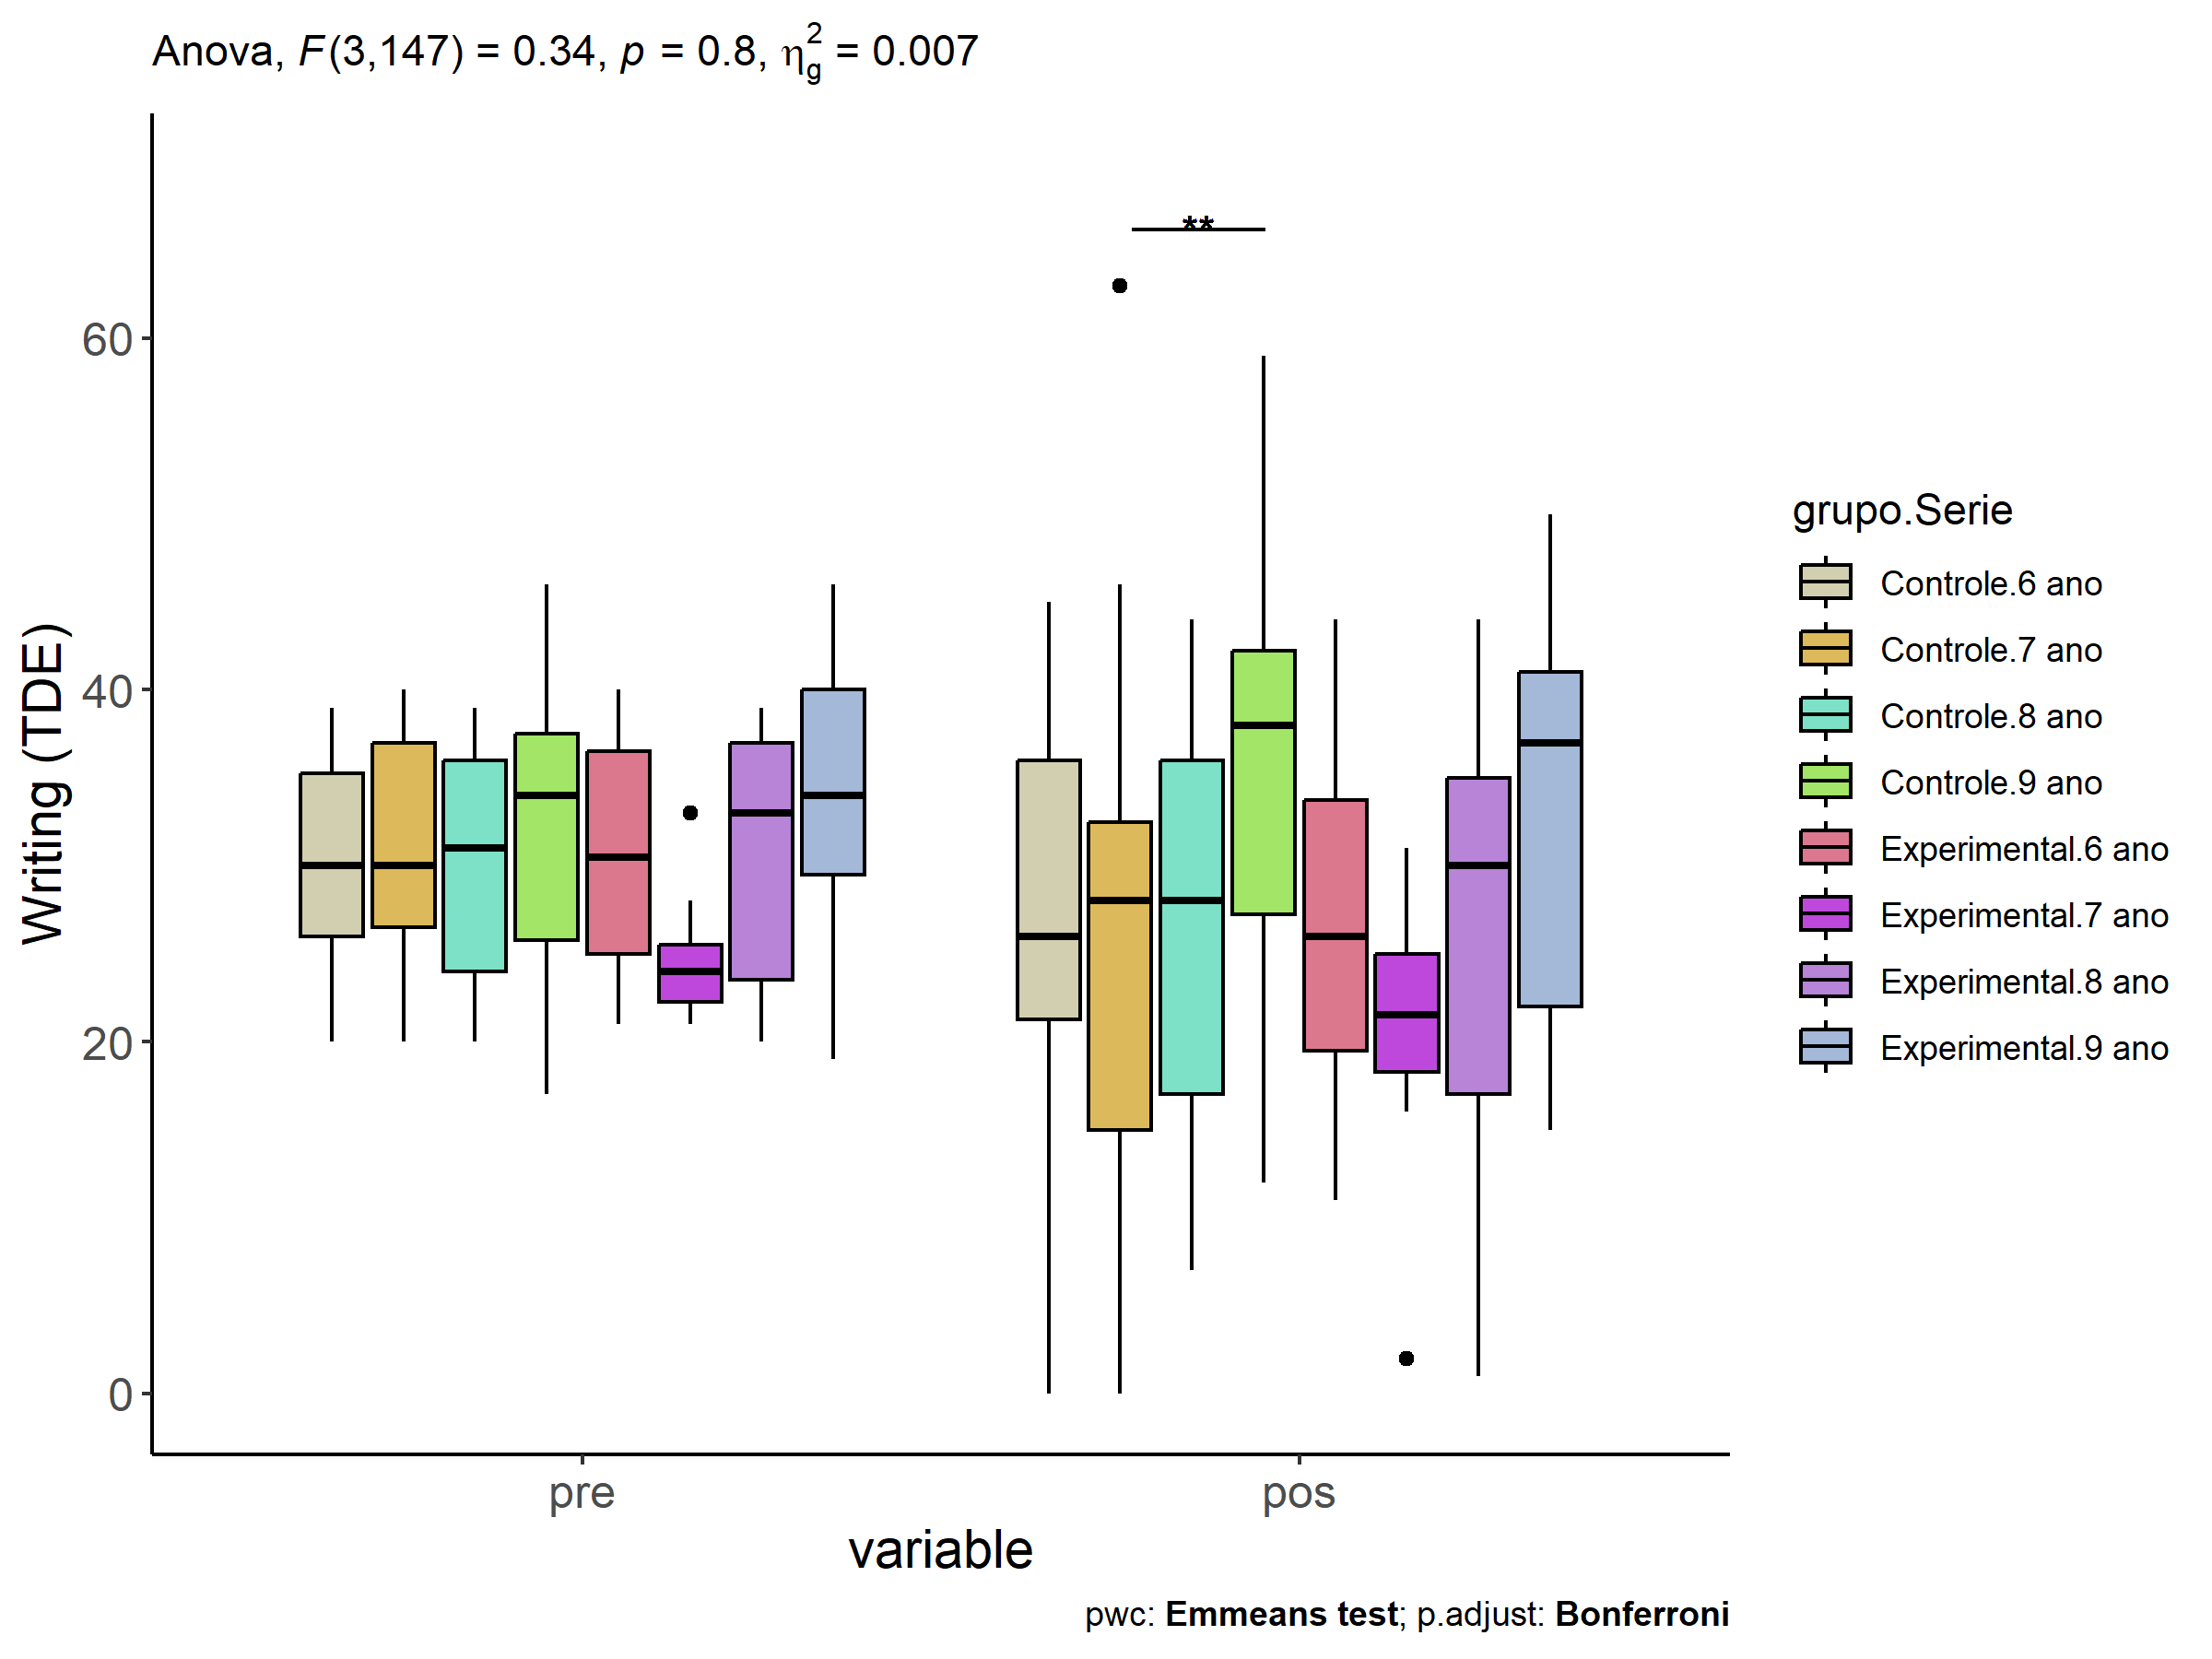 Anova, F(3,147) = 0.34, p = 0.8, η²g = 0.007
**
60
40
20
0
Writing (TDE)
pre
pos
variable
grupo.Serie
Controle.6 ano
Controle.7 ano
Controle.8 ano
Controle.9 ano
Experimental.6 ano
Experimental.7 ano
Experimental.8 ano
Experimental.9 ano
pwc: Emmeans test; p.adjust: Bonferroni